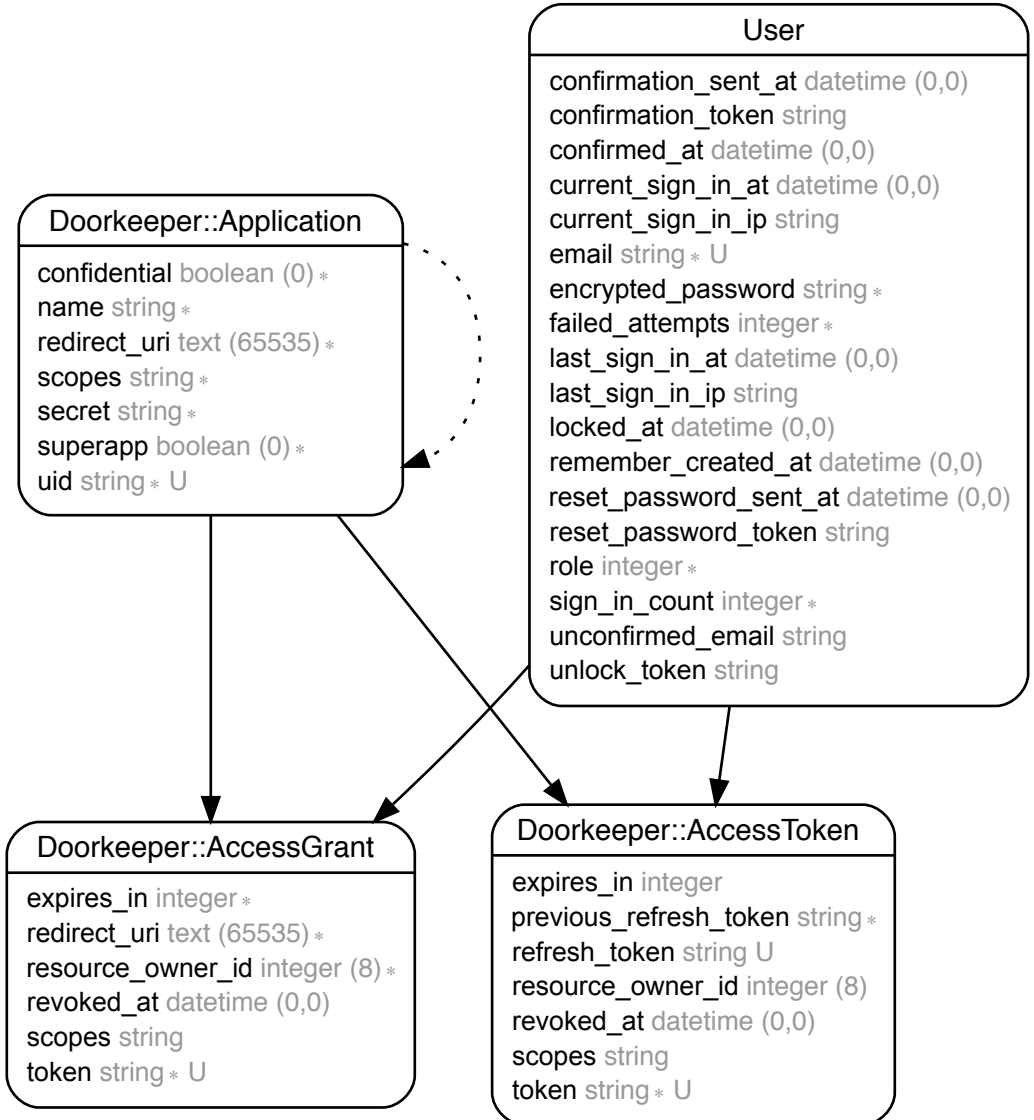 User
confirmation_sent_at datetime (0,0)
confirmation_token string
confirmed_at datetime (0,0)
current_sign_in_at datetime (0,0)
current_sign_in_ip string
email string ∗ U
encrypted_password string ∗
failed_attempts integer ∗
last_sign_in_at datetime (0,0)
last_sign_in_ip string
locked_at datetime (0,0)
remember_created_at datetime (0,0)
reset_password_sent_at datetime (0,0)
reset_password_token string
role integer ∗
sign_in_count integer ∗
unconfirmed_email string
unlock_token string
Doorkeeper::Application
confidential boolean (0) ∗
name string ∗
redirect_uri text (65535) ∗
scopes string ∗
secret string ∗
superapp boolean (0) ∗
uid string ∗ U
Doorkeeper::AccessGrant
expires_in integer ∗
redirect_uri text (65535) ∗
resource_owner_id integer (8) ∗
revoked_at datetime (0,0)
scopes string
token string ∗ U
Doorkeeper::AccessToken
expires_in integer
previous_refresh_token string ∗
refresh_token string U
resource_owner_id integer (8)
revoked_at datetime (0,0)
scopes string
token string ∗ U